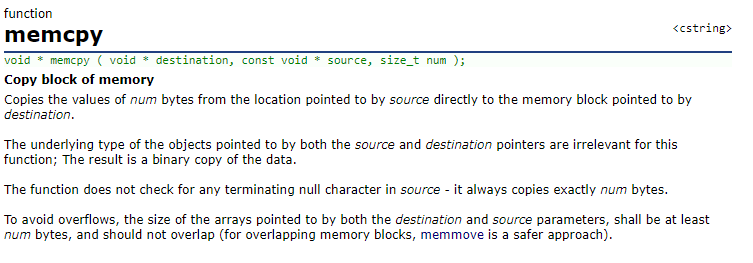 function
memcpy
<cstring>
void * memcpy ( void * destination, const void * source, size_t num );
Copy block of memory
Copies the values of num bytes from the location pointed to by source directly to the memory block pointed to by
destination.
The underlying type of the objects pointed to by both the source and destination pointers are irrelevant for this
function; The result is a binary copy of the data.
The function does not check for any terminating null character in source - it always copies exactly num bytes.
To avoid overflows, the size of the arrays pointed to by both the destination and source parameters, shall be at least
num bytes, and should not overlap (for overlapping memory blocks, memmove is a safer approach).